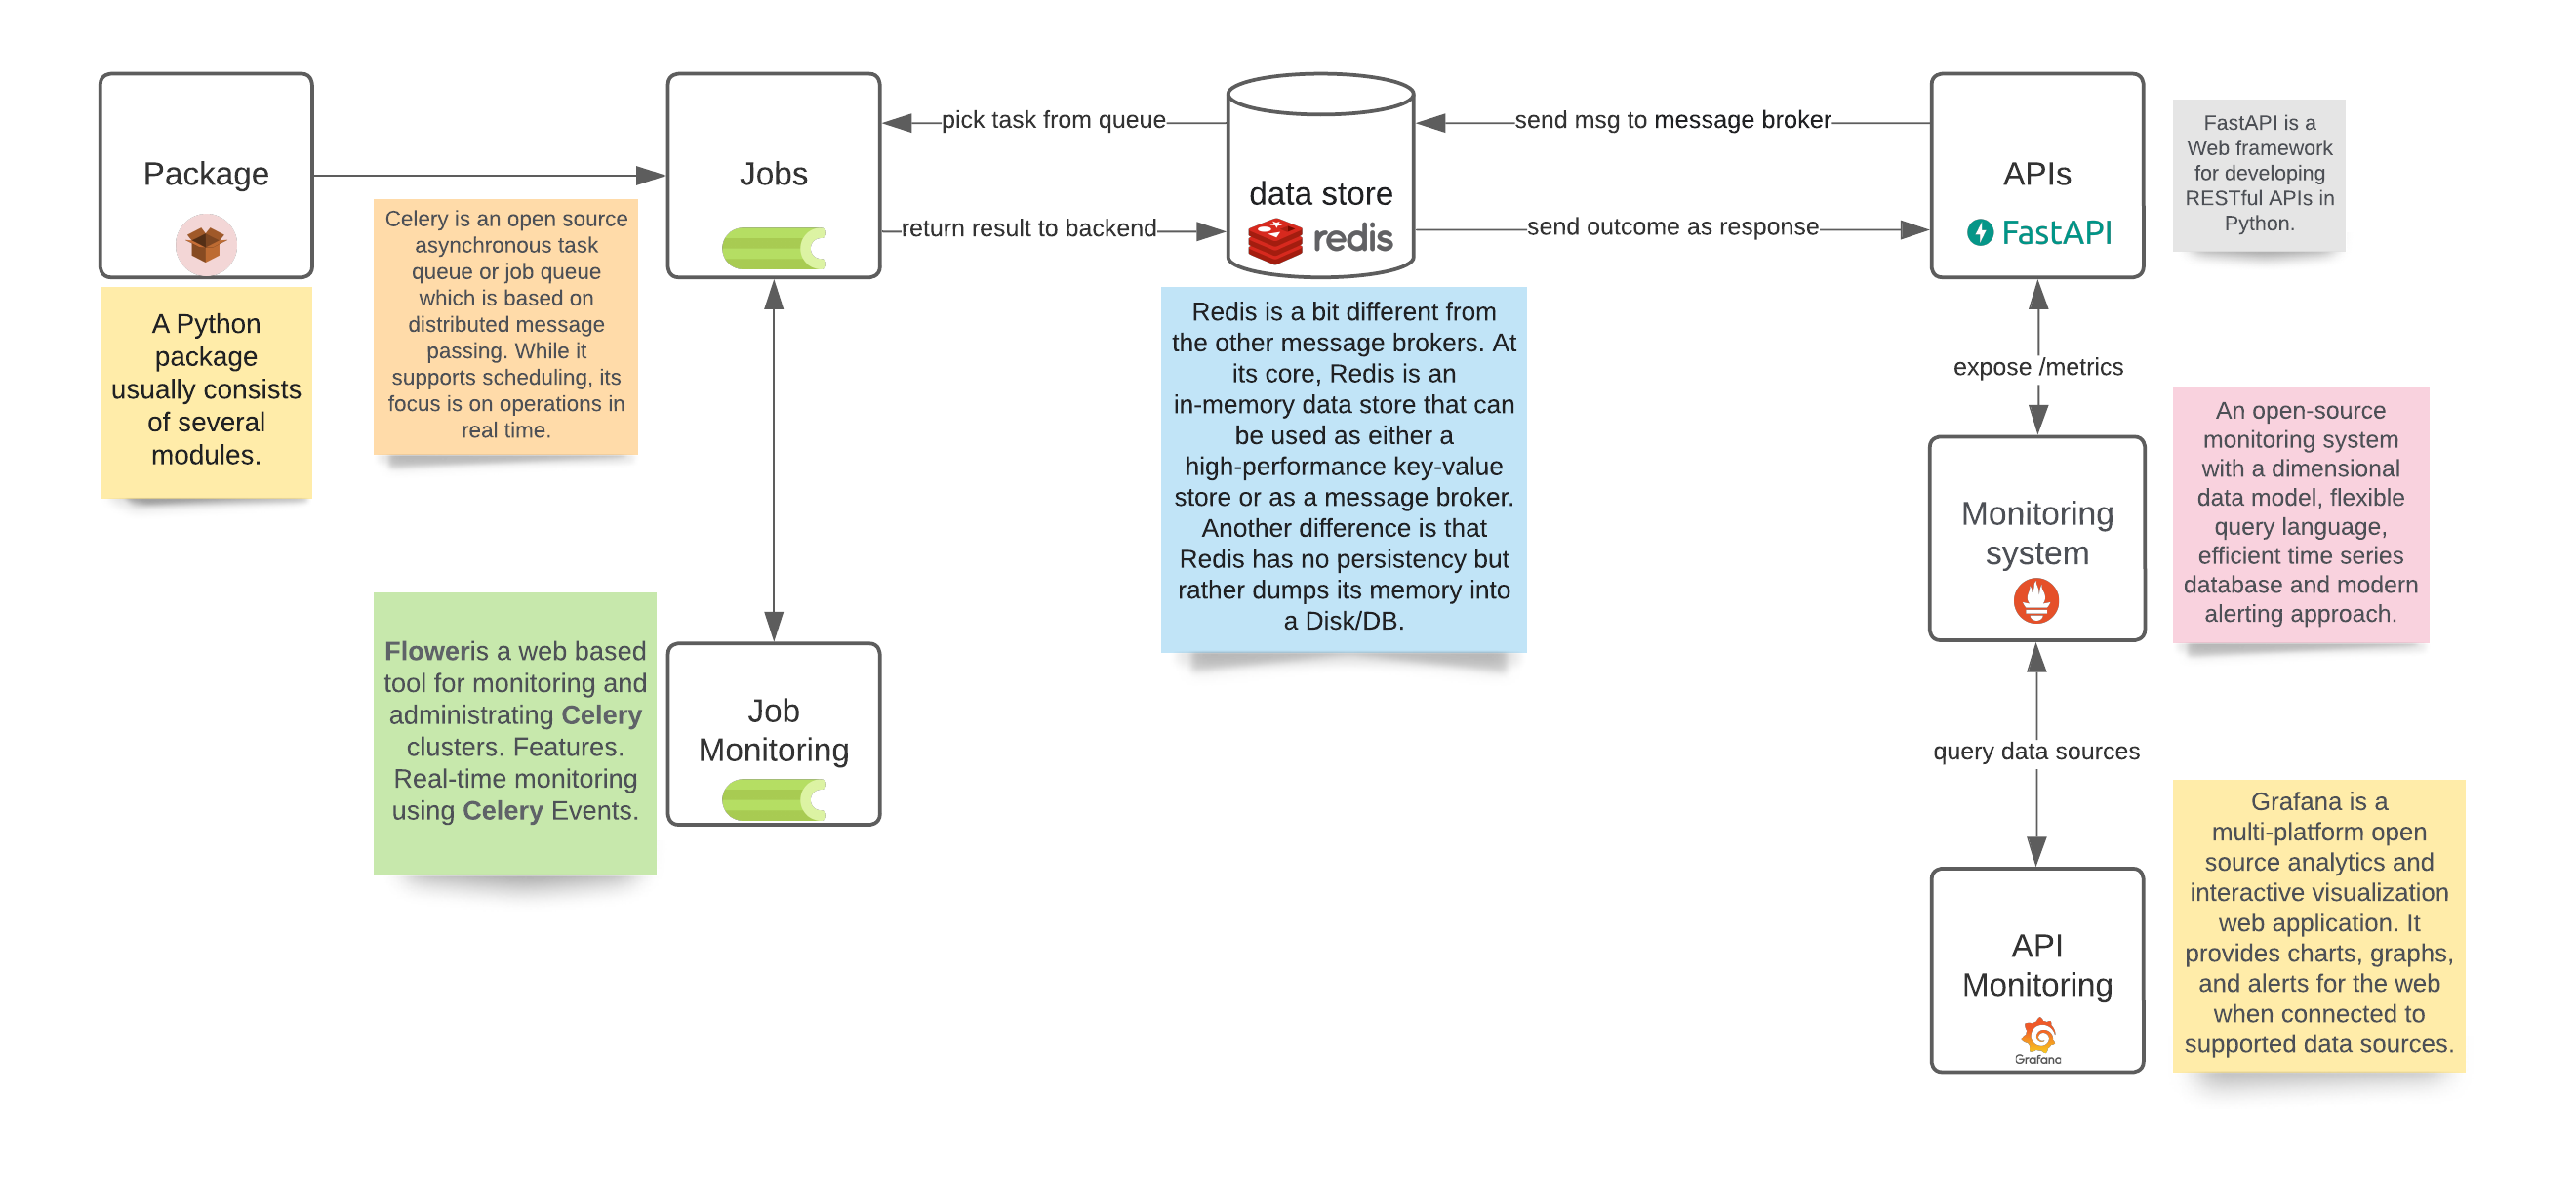 Package
A Python
package
usually consists
of several
modules.
Celery is an open source
asynchronous task
queue or job queue
which is based on
distributed message
passing. While it
supports scheduling, its
focus is on operations in
real time.
Jobs
pick task from queue
return result to backend
data store
redis
send msg to message broker
send outcome as response
APIs
FastAPI
FastAPI is a
Web framework
for developing
RESTful APIs in
Python.
Redis is a bit different from
the other message brokers. At
its core, Redis is an
in-memory data store that can
be used as either a
high-performance key-value
store or as a message broker.
Another difference is that
Redis has no persistency but
rather dumps its memory into
a Disk/DB.
expose /metrics
Monitoring
system
An open-source
monitoring system
with a dimensional
data model, flexible
query language,
efficient time series
database and modern
alerting approach.
Floweris a web based
tool for monitoring and
administrating Celery
clusters. Features.
Real-time monitoring
using Celery Events.
Job
Monitoring
query data sources
API
Monitoring
Grafana
Grafana is a
multi-platform open
source analytics and
interactive visualization
web application. It
provides charts, graphs,
and alerts for the web
when connected to
supported data sources.